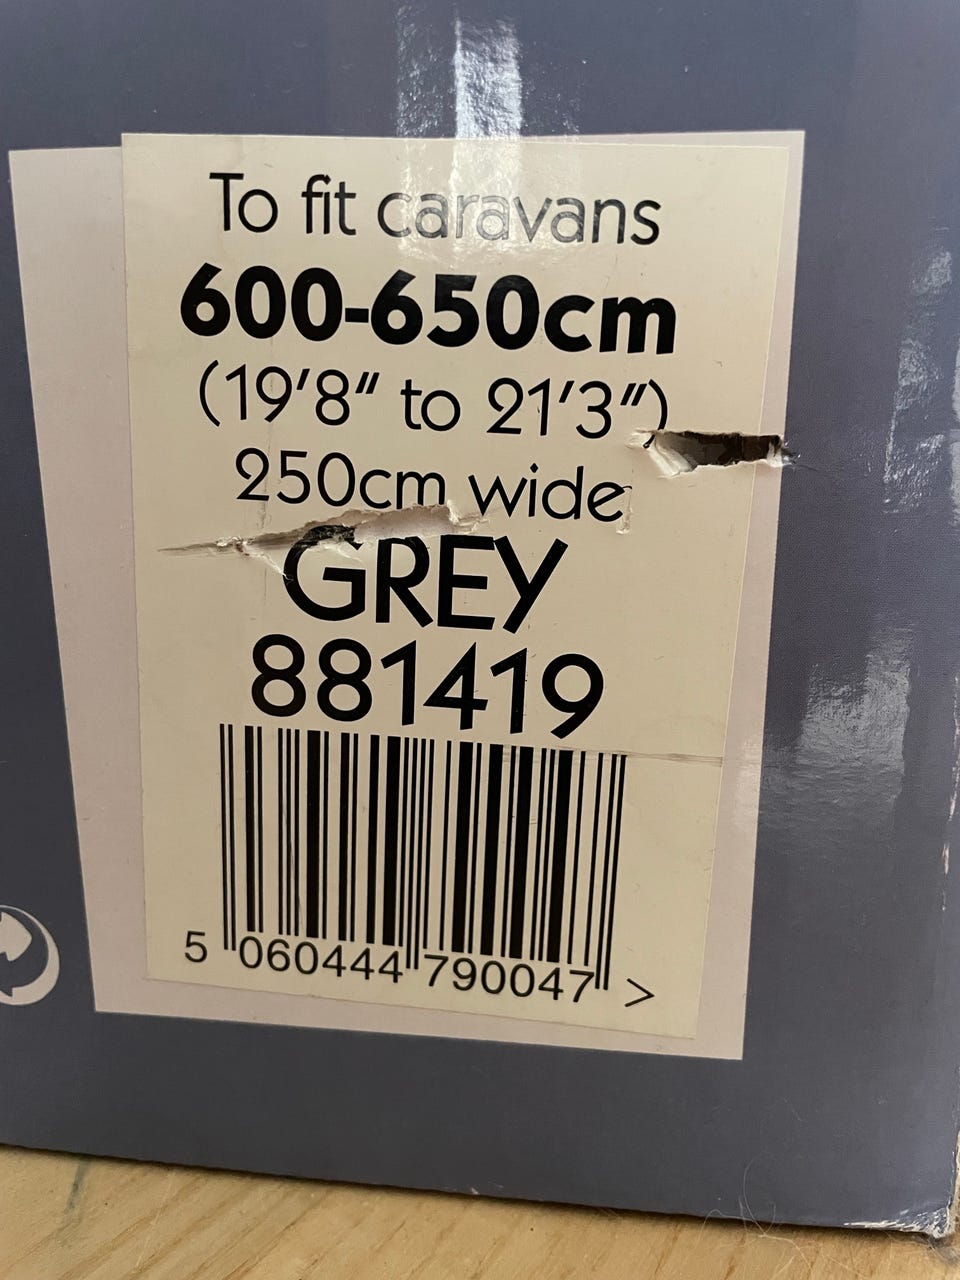 To fit caravans
600-650cm
(19'8" to 21'3")
250cm wide
GREY
881419
5 060444 790047 >